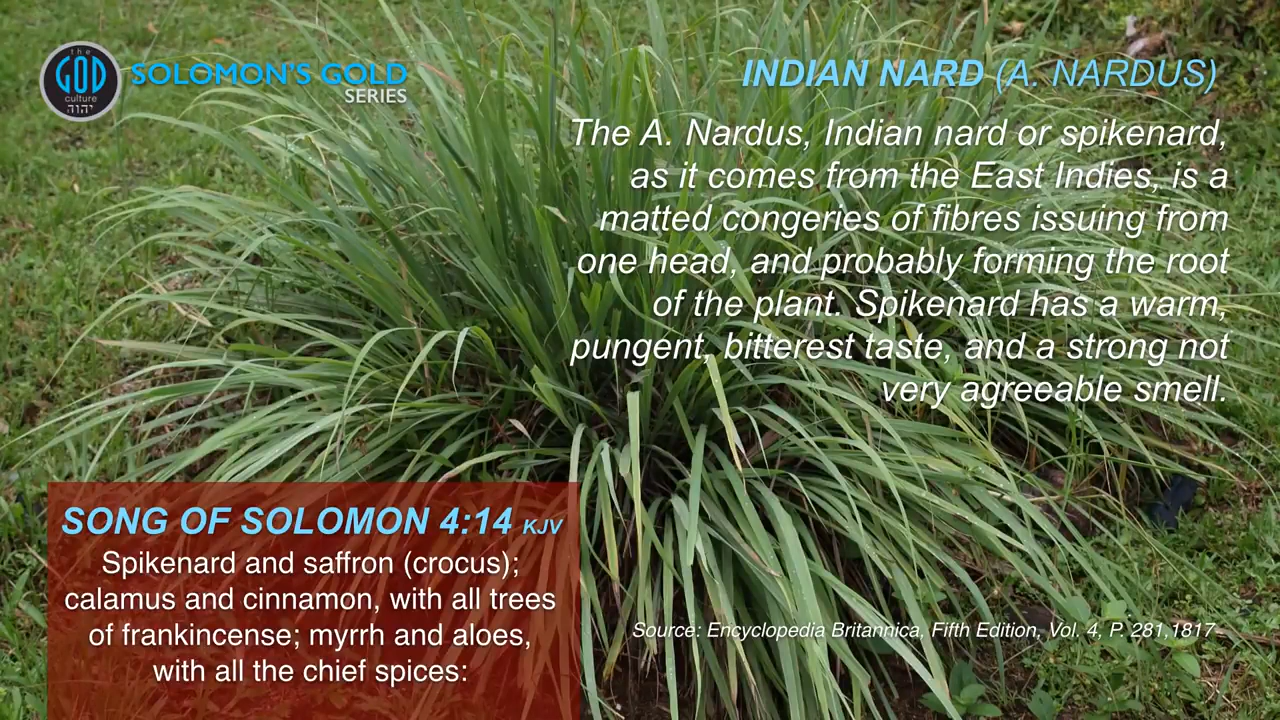 the
GOD
culture
יהוה
SOLOMON'S GOLD
SERIES
INDIAN NARD (A. NARDUS)
The A. Nardus, Indian nard or spikenard,
as it comes from the East Indies, is a
matted congeries of fibres issuing from
one head, and probably forming the root
of the plant. Spikenard has a warm,
pungent, bitterest taste, and a strong not
very agreeable smell.
SONG OF SOLOMON 4:14 KJV
Spikenard and saffron (crocus);
calamus and cinnamon, with all trees
of frankincense; myrrh and aloes,
with all the chief spices:
Source: Encyclopedia Britannica, Fifth Edition, Vol. 4, P. 281,1817